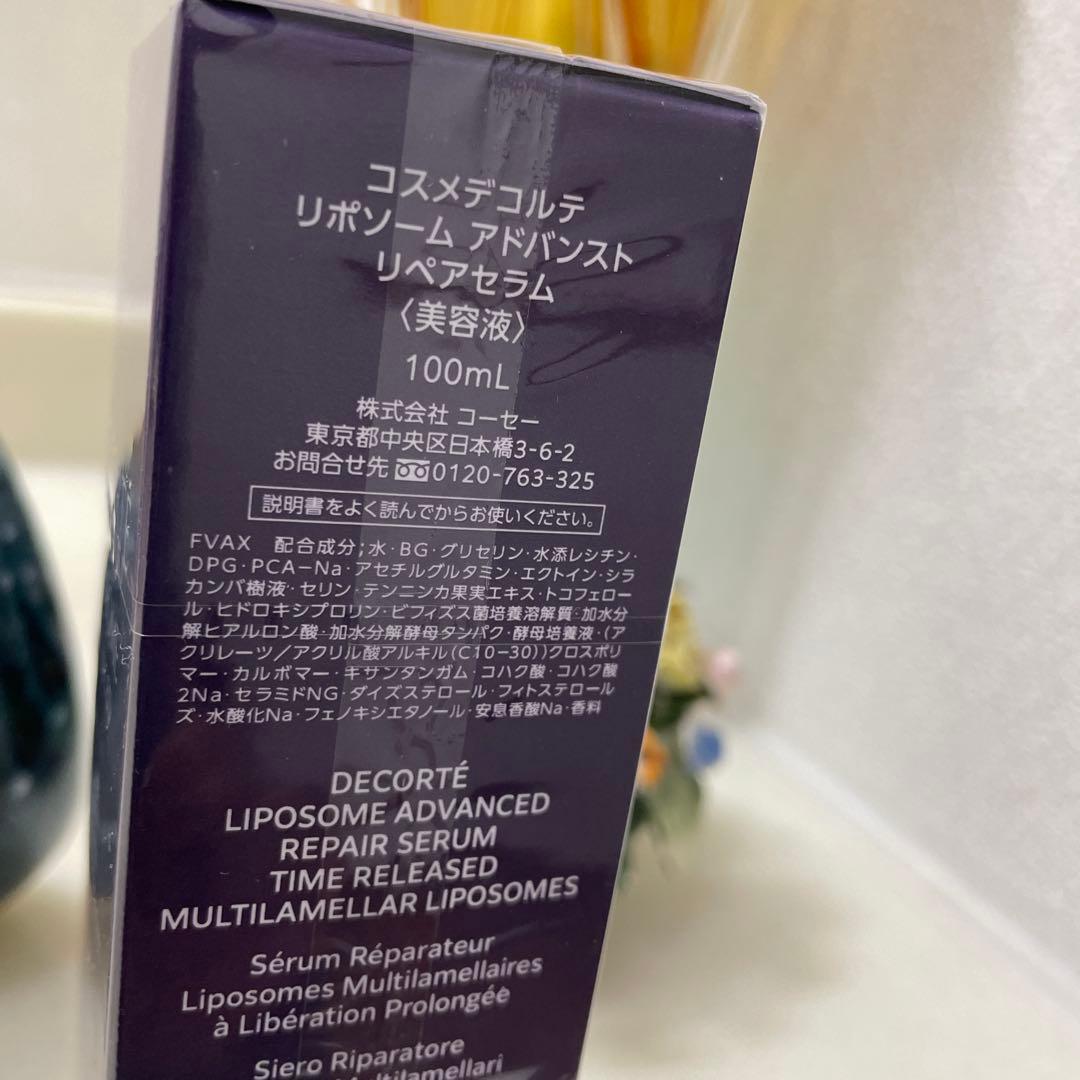 コスメデコルテ
リポソーム アドバンスト
リペアセラム
〈美容液〉
100mL
株式会社 コーセー
東京都中央区日本橋3-6-2
お問合せ先 0120-763-325
説明書をよく読んでからお使いください。
FVAX 配合成分;水・BG・グリセリン・水添レシチン・
DPG・PCA-Na・アセチルグルタミン・エクトイン・シラ
カンバ樹液・セリン・テンニンカ果実エキス・トコフェロー
ル・ヒドロキシプロリン・ビフィズス菌培養溶解質・加水分
解ヒアルロン酸・加水分解酵母タンパク・酵母培養液・(ア
クリレーツ/アクリル酸アルキル(C10-30))クロスポリ
マー・カルボマー・キサンタンガム・コハク酸・コハク酸
2Na・セラミドNG・ダイズステロール・フィトステロール
ズ・水酸化Na・フェノキシエタノール・安息香酸Na・香料
DECORTÉ
LIPOSOME ADVANCED
REPAIR SERUM
TIME RELEASED
MULTILAMELLAR LIPOSOMES
Sérum Réparateur
Liposomes Multilamellaires
à Libération Prolongée
Siero Riparatore
Multilamellari